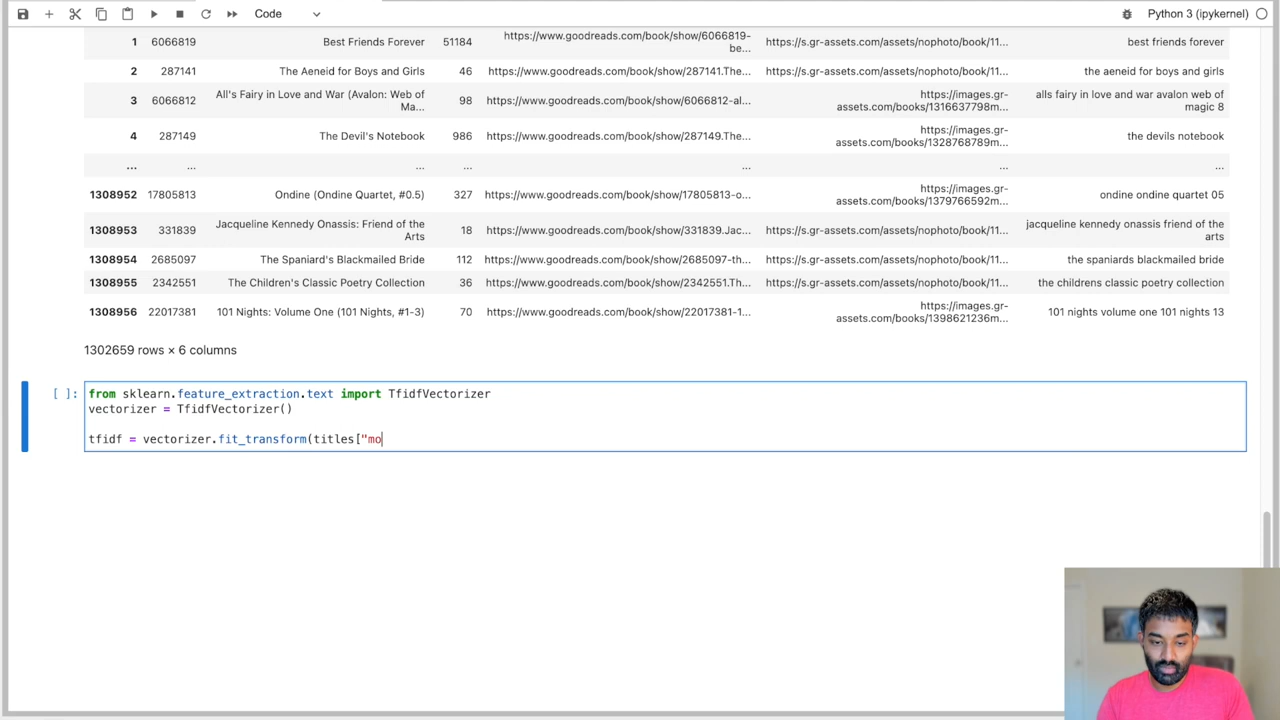 Code
Python 3 (ipykernel)
1 6066819 Best Friends Forever 51184 https://www.goodreads.com/book/show/6066819-be... https://s.gr-assets.com/assets/nophoto/book/11... best friends forever
2 287141 The Aeneid for Boys and Girls 46 https://www.goodreads.com/book/show/287141.The... https://s.gr-assets.com/assets/nophoto/book/11... the aeneid for boys and girls
3 6066812 All's Fairy in Love and War (Avalon: Web of Ma... 98 https://www.goodreads.com/book/show/6066812-al... https://images.gr-assets.com/books/1316637798m... alls fairy in love and war avalon web of magic 8
4 287149 The Devil's Notebook 986 https://www.goodreads.com/book/show/287149.The... https://images.gr-assets.com/books/1328768789m... the devils notebook
... ... ... ... ... ... ...
1308952 17805813 Ondine (Ondine Quartet, #0.5) 327 https://www.goodreads.com/book/show/17805813-o... https://images.gr-assets.com/books/1379766592m... ondine ondine quartet 05
1308953 331839 Jacqueline Kennedy Onassis: Friend of the Arts 18 https://www.goodreads.com/book/show/331839.Jac... https://s.gr-assets.com/assets/nophoto/book/11... jacqueline kennedy onassis friend of the arts
1308954 2685097 The Spaniard's Blackmailed Bride 112 https://www.goodreads.com/book/show/2685097-th... https://s.gr-assets.com/assets/nophoto/book/11... the spaniards blackmailed bride
1308955 2342551 The Children's Classic Poetry Collection 36 https://www.goodreads.com/book/show/2342551.Th... https://s.gr-assets.com/assets/nophoto/book/11... the childrens classic poetry collection
1308956 22017381 101 Nights: Volume One (101 Nights, #1-3) 70 https://www.goodreads.com/book/show/22017381-1... https://images.gr-assets.com/books/1398621236m... 101 nights volume one 101 nights 13
1302659 rows × 6 columns
[ ]: from sklearn.feature_extraction.text import TfidfVectorizer
vectorizer = TfidfVectorizer()
tfidf = vectorizer.fit_transform(titles["mo